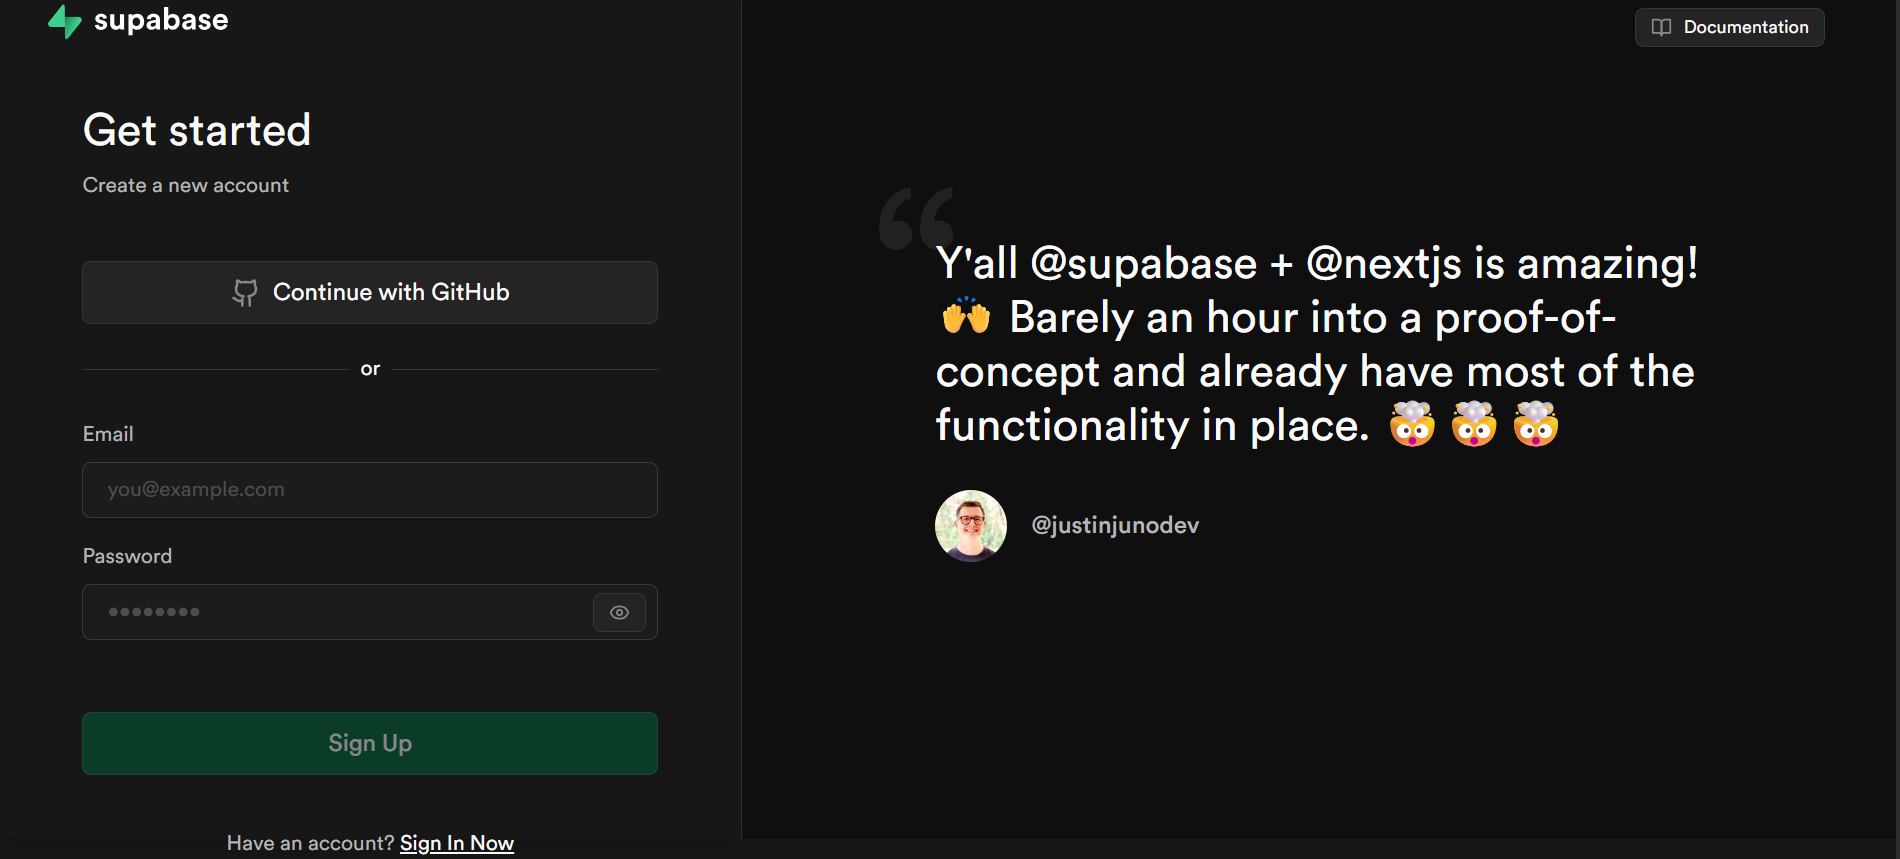 supabase
Get started
Create a new account
Continue with GitHub
or
Email
you@example.com
Password
••••••••
Sign Up
Have an account? Sign In Now
Documentation
“
Y'all @supabase + @nextjs is amazing!
🙌 Barely an hour into a proof-of-
concept and already have most of the
functionality in place. 🤯 🤯 🤯
@justinjunodev